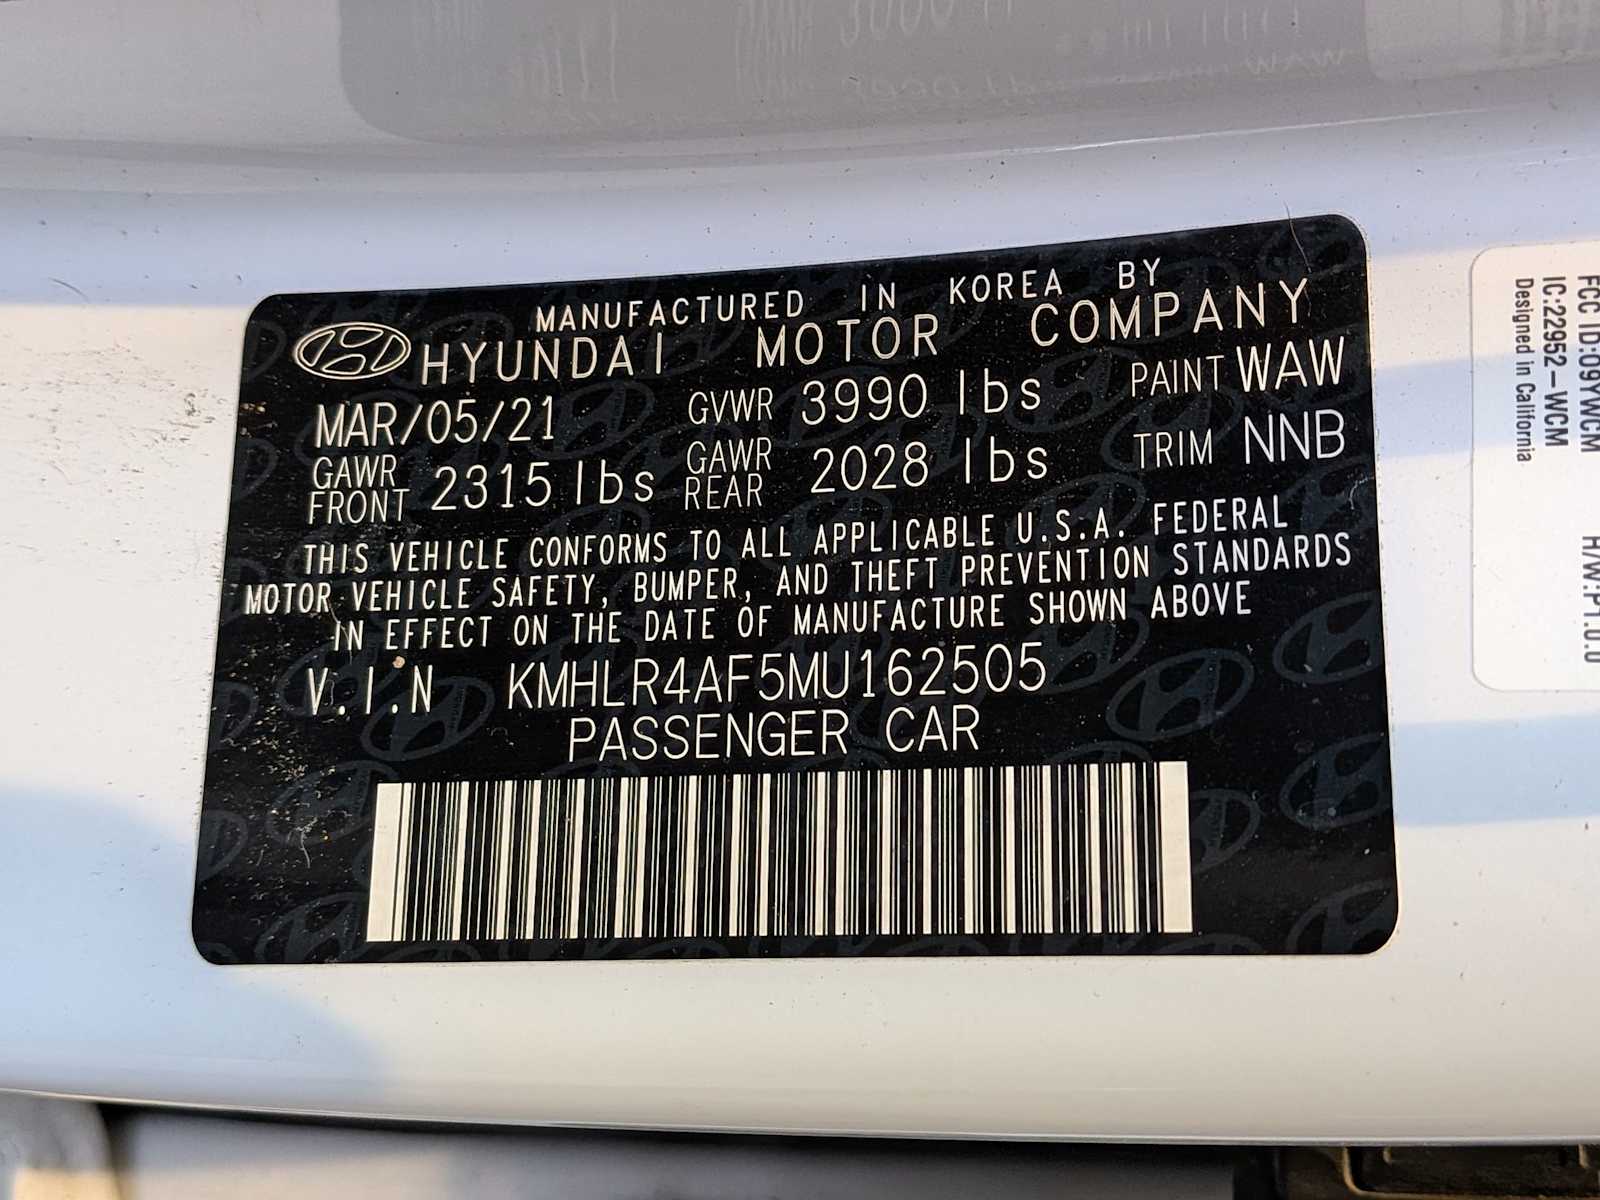 MANUFACTURED IN KOREA BY
HYUNDAI MOTOR COMPANY
MAR/05/21 GVWR 3990 lbs PAINT WAW
GAWR FRONT 2315 lbs GAWR REAR 2028 lbs TRIM NNB
THIS VEHICLE CONFORMS TO ALL APPLICABLE U.S.A. FEDERAL
MOTOR VEHICLE SAFETY, BUMPER, AND THEFT PREVENTION STANDARDS
IN EFFECT ON THE DATE OF MANUFACTURE SHOWN ABOVE
V.I.N KMHLR4AF5MU162505
PASSENGER CAR
FCC ID:O9YWCM
IC:22952-WCM
Designed in California
H/W:P1.0.0